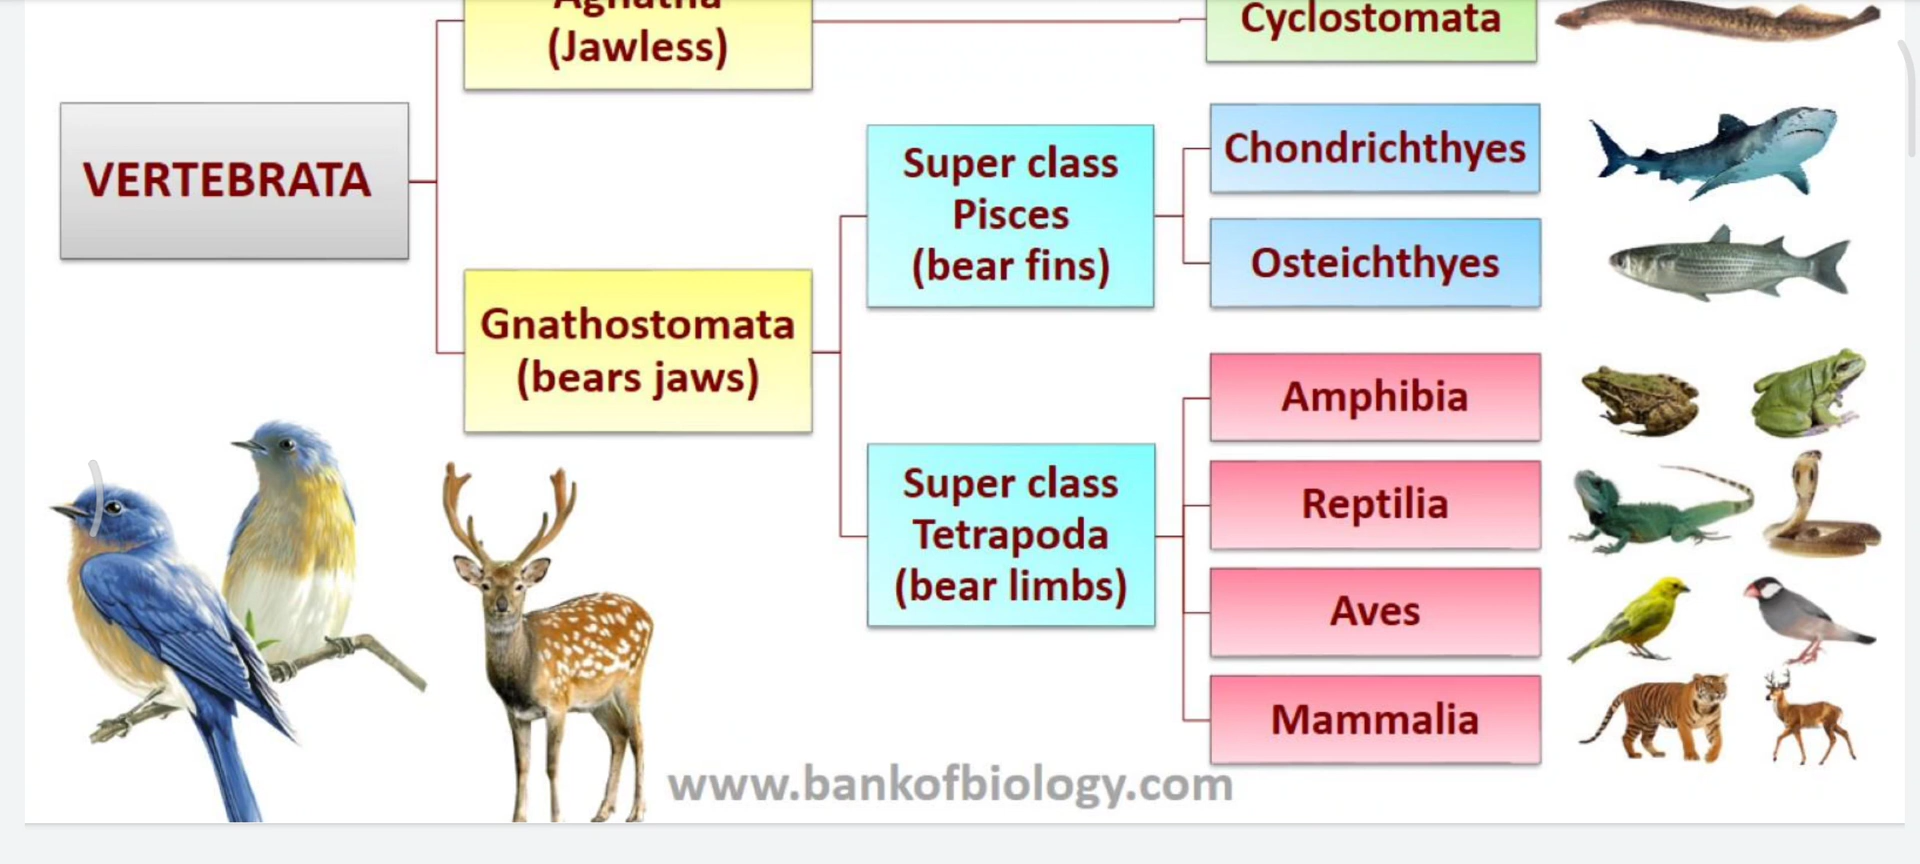 Agnatha
(Jawless)
Cyclostomata
VERTEBRATA
Gnathostomata
(bears jaws)
Super class
Pisces
(bear fins)
Chondrichthyes
Osteichthyes
Super class
Tetrapoda
(bear limbs)
Amphibia
Reptilia
Aves
Mammalia
www.bankofbiology.com